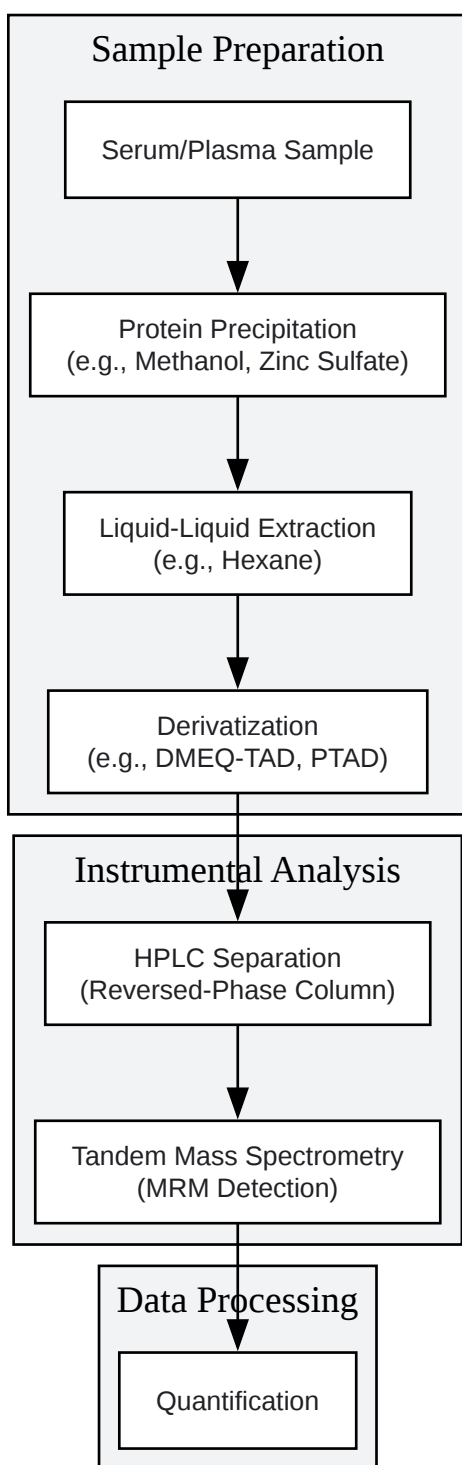 Sample Preparation
Serum/Plasma Sample
Protein Precipitation
(e.g., Methanol, Zinc Sulfate)
Liquid-Liquid Extraction
(e.g., Hexane)
Derivatization
(e.g., DMEQ-TAD, PTAD)
Instrumental Analysis
HPLC Separation
(Reversed-Phase Column)
Tandem Mass Spectrometry
(MRM Detection)
Data Processing
Quantification